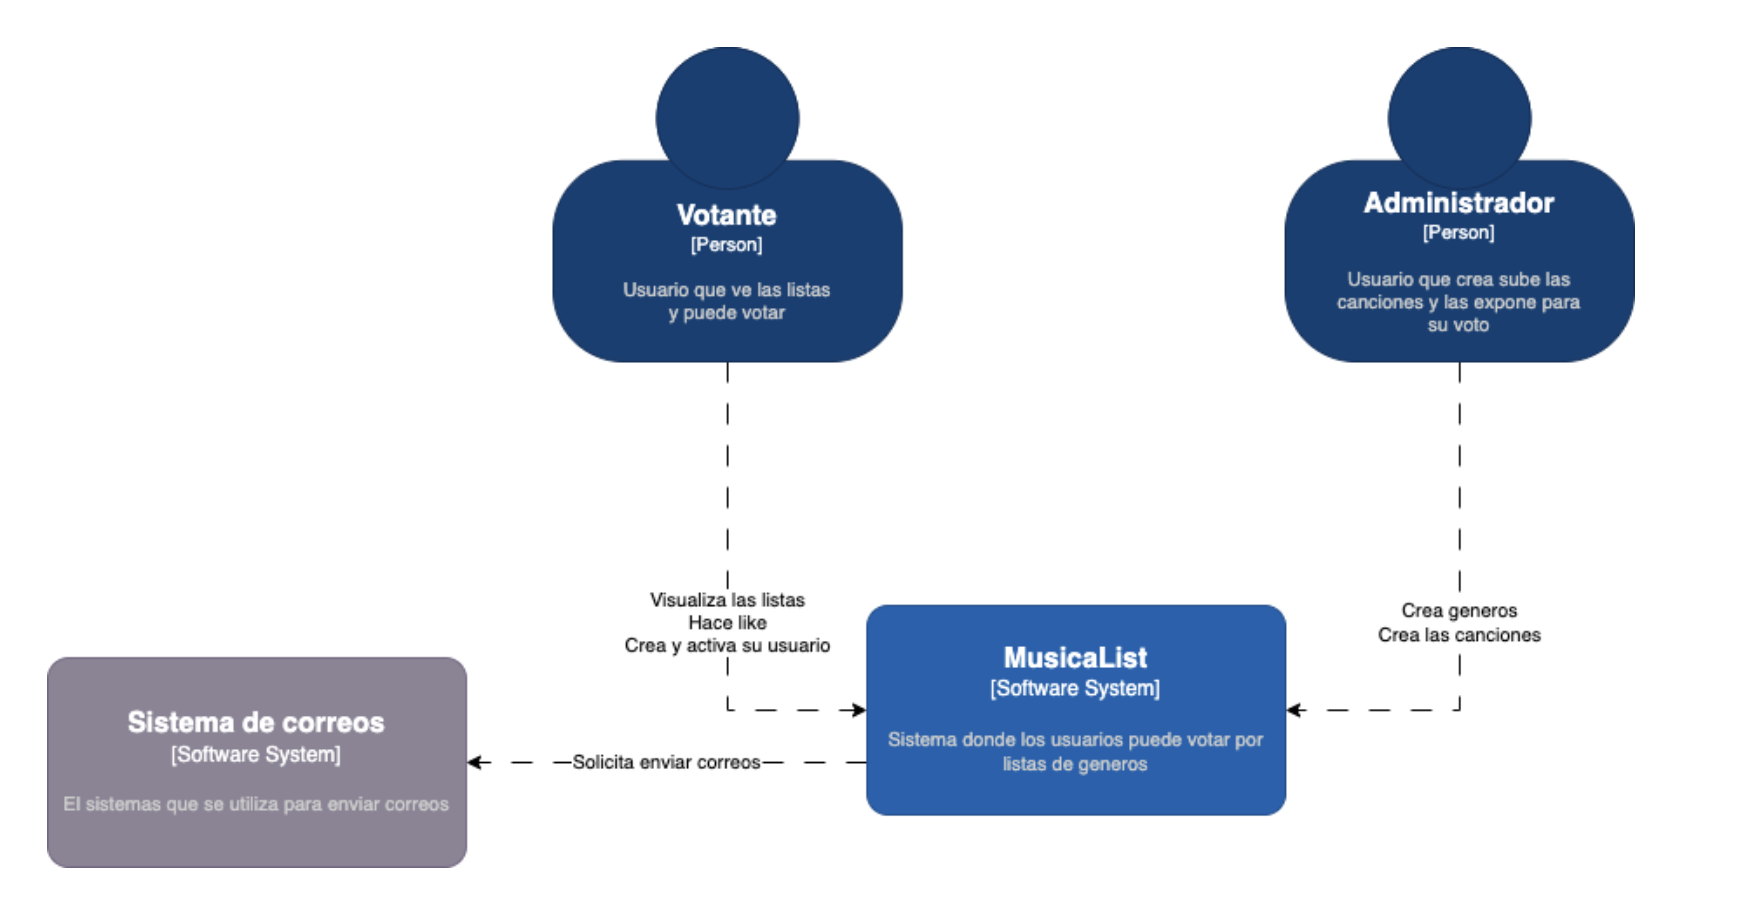 Votante
[Person]
Usuario que ve las listas
y puede votar
Administrador
[Person]
Usuario que crea sube las
canciones y las expone para
su voto
Visualiza las listas
Hace like
Crea y activa su usuario
Crea generos
Crea las canciones
MusicaList
[Software System]
Sistema donde los usuarios puede votar por
listas de generos
Solicita enviar correos
Sistema de correos
[Software System]
El sistemas que se utiliza para enviar correos